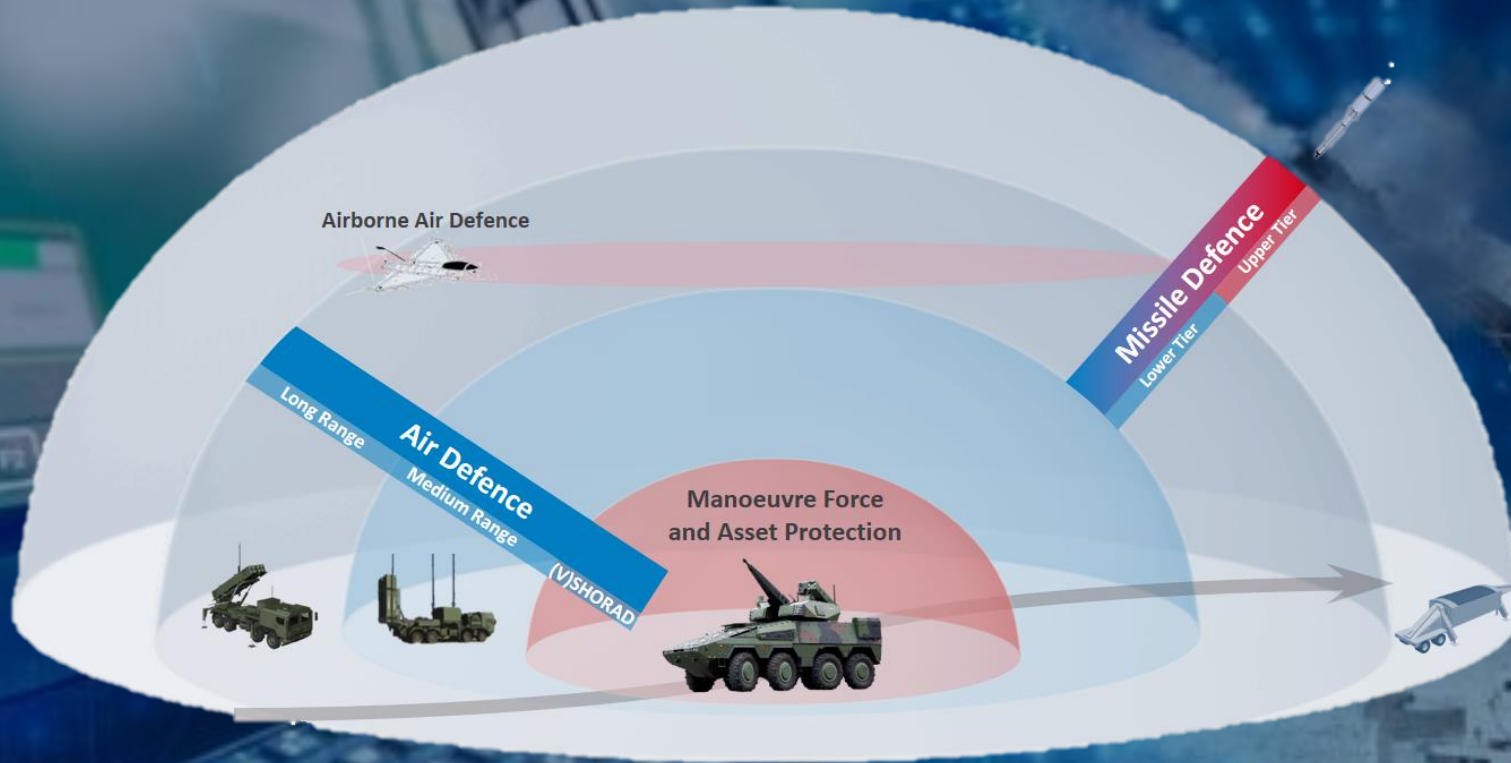 Airborne Air Defence
Missile Defence
Upper Tier
Lower Tier
Air Defence
Long Range
Medium Range
(V)SHORAD
Manoeuvre Force
and Asset Protection